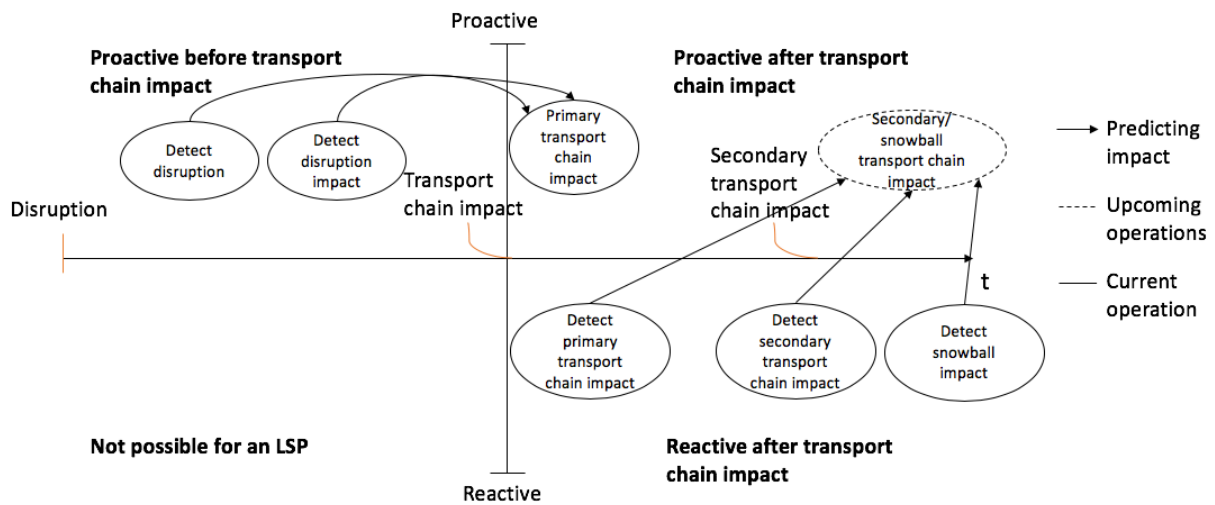 Proactive
Proactive before transport
chain impact
Proactive after transport
chain impact
Detect
disruption
Detect
disruption
impact
Primary
transport
chain
impact
Secondary/
snowball
transport chain
impact
Predicting
impact
Transport
chain impact
Secondary
transport
chain impact
Disruption
Upcoming
operations
t
Current
operation
Detect
primary
transport
chain impact
Detect
secondary
transport
chain impact
Detect
snowball
impact
Not possible for an LSP
Reactive after transport
chain impact
Reactive